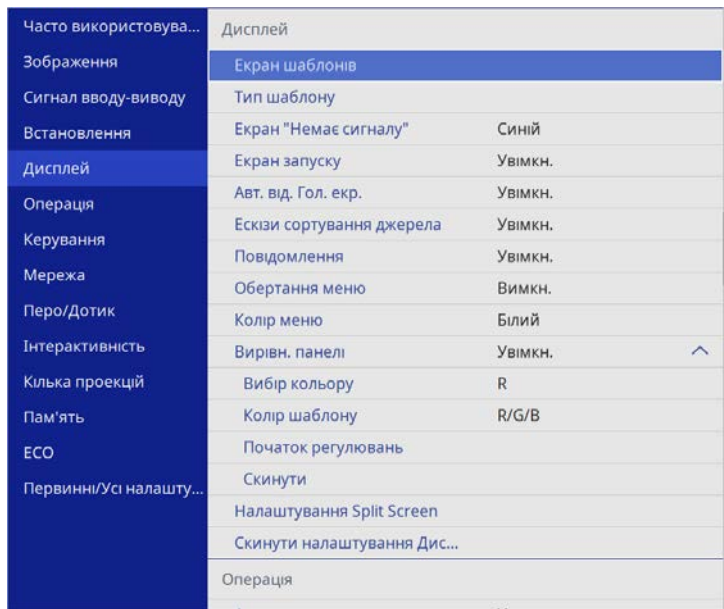 Часто використовува...
Зображення
Сигнал вводу-виводу
Встановлення
Дисплей
Операція
Керування
Мережа
Перо/Дотик
Інтерактивність
Кілька проекцій
Пам'ять
ECO
Первинні/Усі налашту...
Дисплей
Екран шаблонів
Тип шаблону
Екран "Немає сигналу" Синій
Екран запуску Увімкн.
Авт. від. Гол. екр. Увімкн.
Ескізи сортування джерела Увімкн.
Повідомлення Увімкн.
Обертання меню Вимкн.
Колір меню Білий
Вирівн. панелі Увімкн.
Вибір кольору R
Колір шаблону R/G/B
Початок регулювань
Скинути
Налаштування Split Screen
Скинути налаштування Дис...
Операція